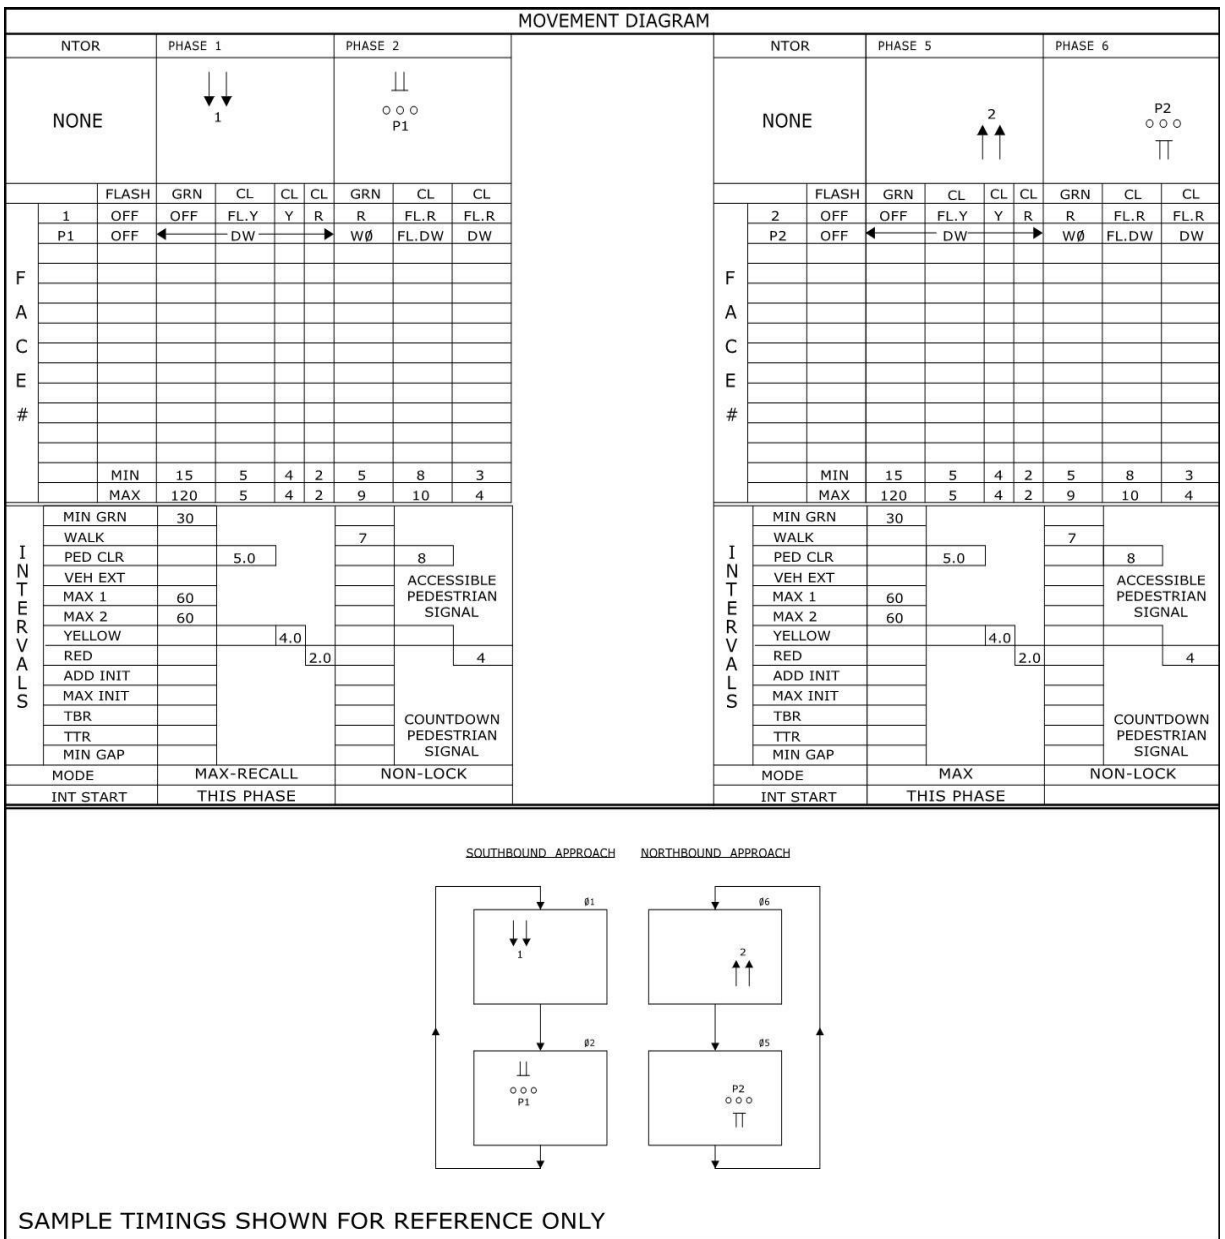 MOVEMENT DIAGRAM
NTOR PHASE 1 PHASE 2 NTOR PHASE 5 PHASE 6
NONE 1 P1 NONE 2 P2
FLASH GRN CL CL CL GRN CL CL FLASH GRN CL CL CL GRN CL CL
1 OFF OFF FL.Y Y R R FL.R FL.R 2 OFF OFF FL.Y Y R R FL.R FL.R
P1 OFF DW WØ FL.DW DW P2 OFF DW WØ FL.DW DW
FACE # FACE #
MIN 15 5 4 2 5 8 3 MIN 15 5 4 2 5 8 3
MAX 120 5 4 2 9 10 4 MAX 120 5 4 2 9 10 4
INTERVALS INTERVALS
MIN GRN 30 MIN GRN 30
WALK 7 WALK 7
PED CLR 5.0 8 PED CLR 5.0 8
VEH EXT ACCESSIBLE VEH EXT ACCESSIBLE
MAX 1 60 PEDESTRIAN MAX 1 60 PEDESTRIAN
MAX 2 60 SIGNAL MAX 2 60 SIGNAL
YELLOW 4.0 YELLOW 4.0
RED 2.0 4 RED 2.0 4
ADD INIT ADD INIT
MAX INIT MAX INIT
TBR COUNTDOWN TBR COUNTDOWN
TTR PEDESTRIAN TTR PEDESTRIAN
MIN GAP SIGNAL MIN GAP SIGNAL
MODE MAX-RECALL NON-LOCK MODE MAX NON-LOCK
INT START THIS PHASE INT START THIS PHASE
SOUTHBOUND APPROACH NORTHBOUND APPROACH
Ø1 Ø6
1 2
Ø2 Ø5
P1 P2
SAMPLE TIMINGS SHOWN FOR REFERENCE ONLY